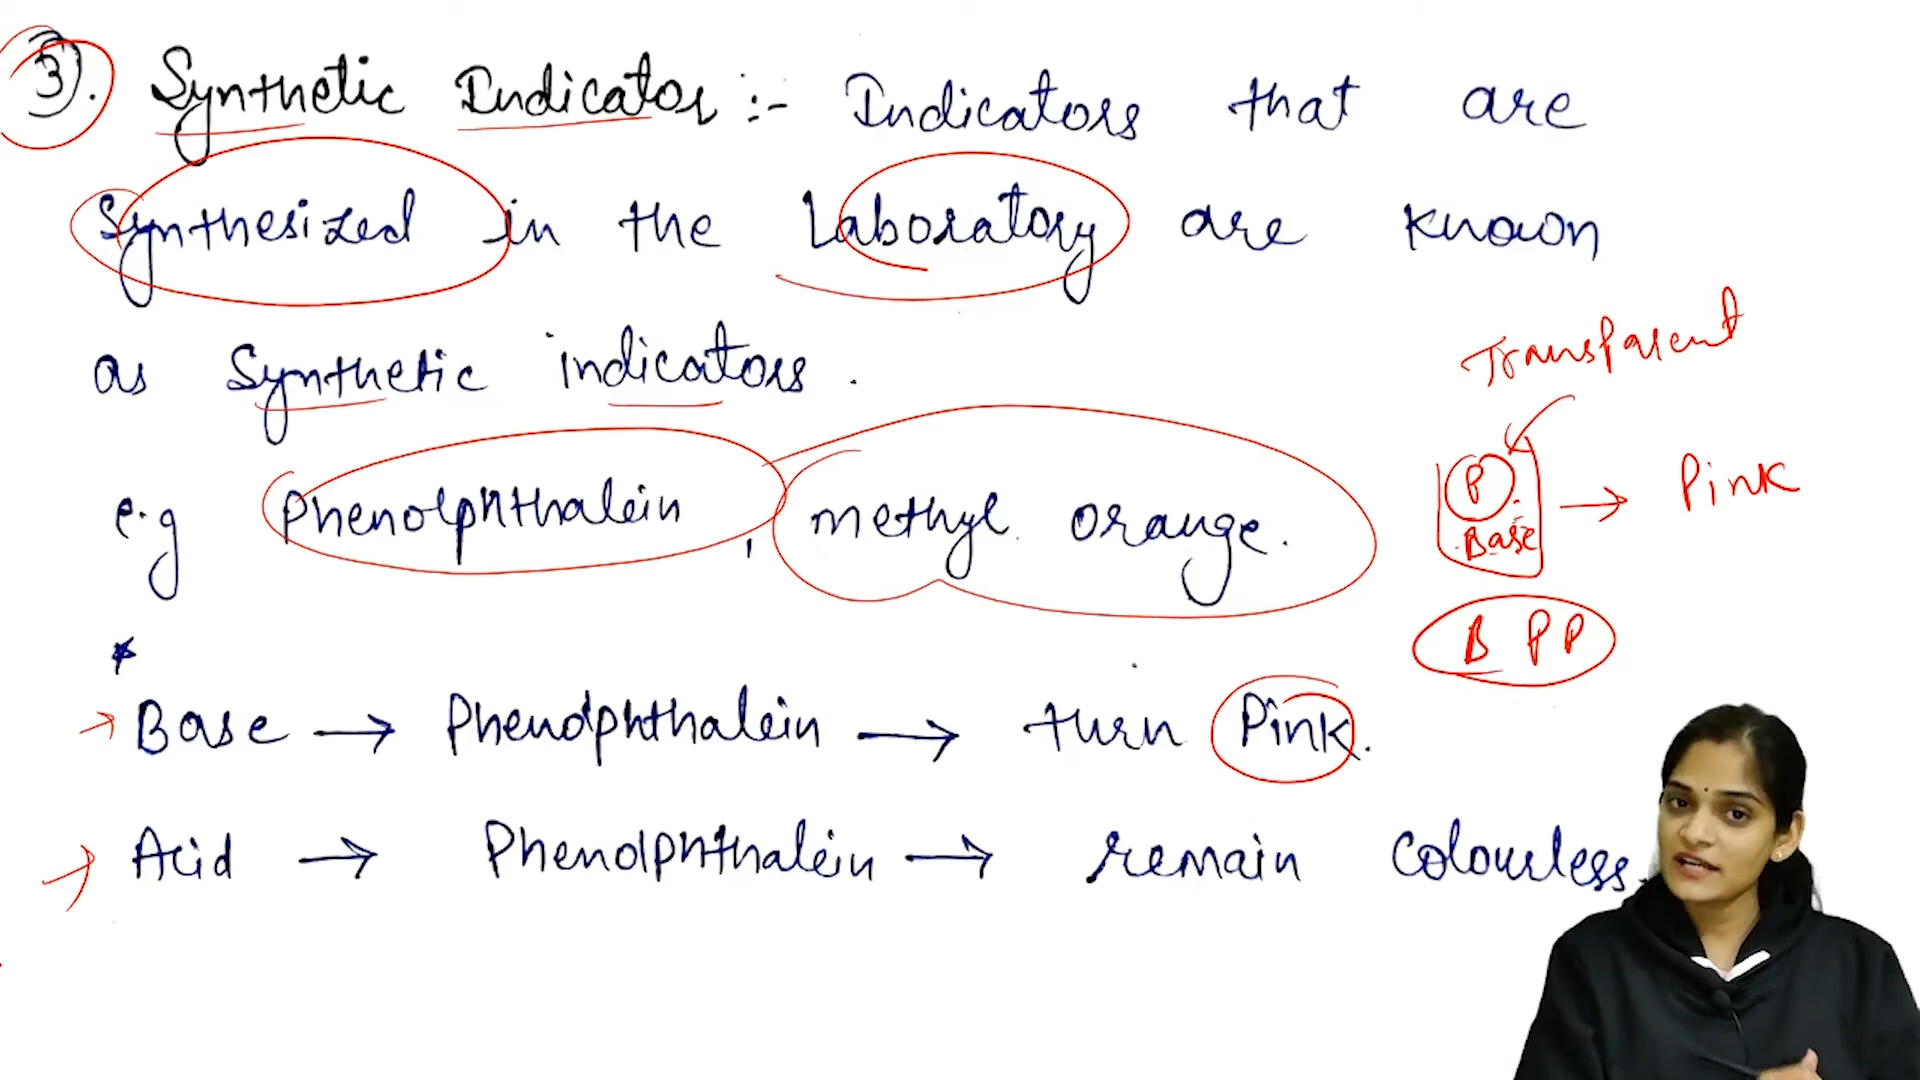 3). Synthetic Indicator :- Indicators that are
Synthesized in the Laboratory are known
as Synthetic indicators.
Transparent
e.g Phenolphthalein, methyl orange.
P
Base → Pink
B P P
* 
Base → Phenolphthalein → turn Pink.
Acid → Phenolphthalein → remain colourless.